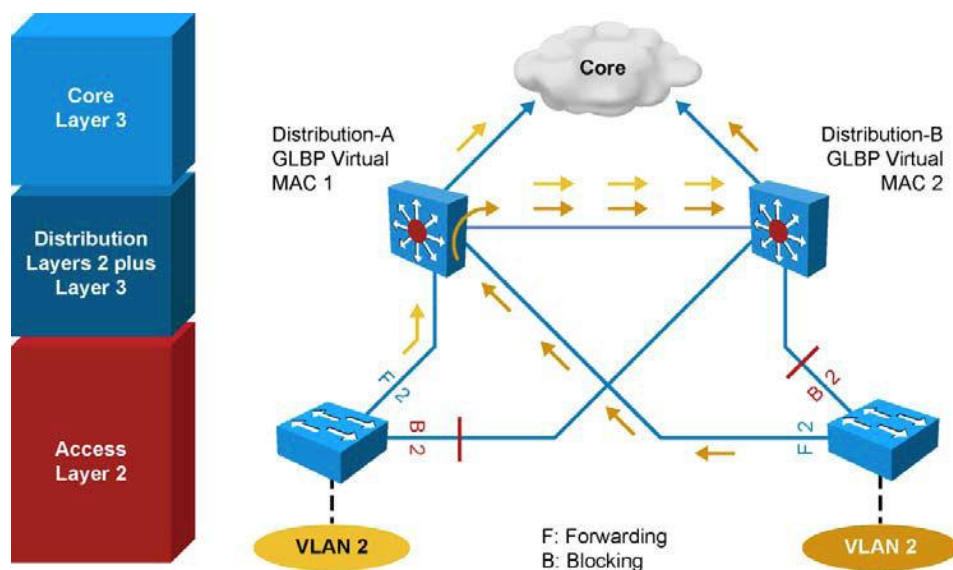 Core
Layer 3
Distribution
Layers 2 plus
Layer 3
Access
Layer 2
Core
Distribution-A
GLBP Virtual
MAC 1
Distribution-B
GLBP Virtual
MAC 2
F 2
B 2
F 2
B 2
VLAN 2
F: Forwarding
B: Blocking
VLAN 2